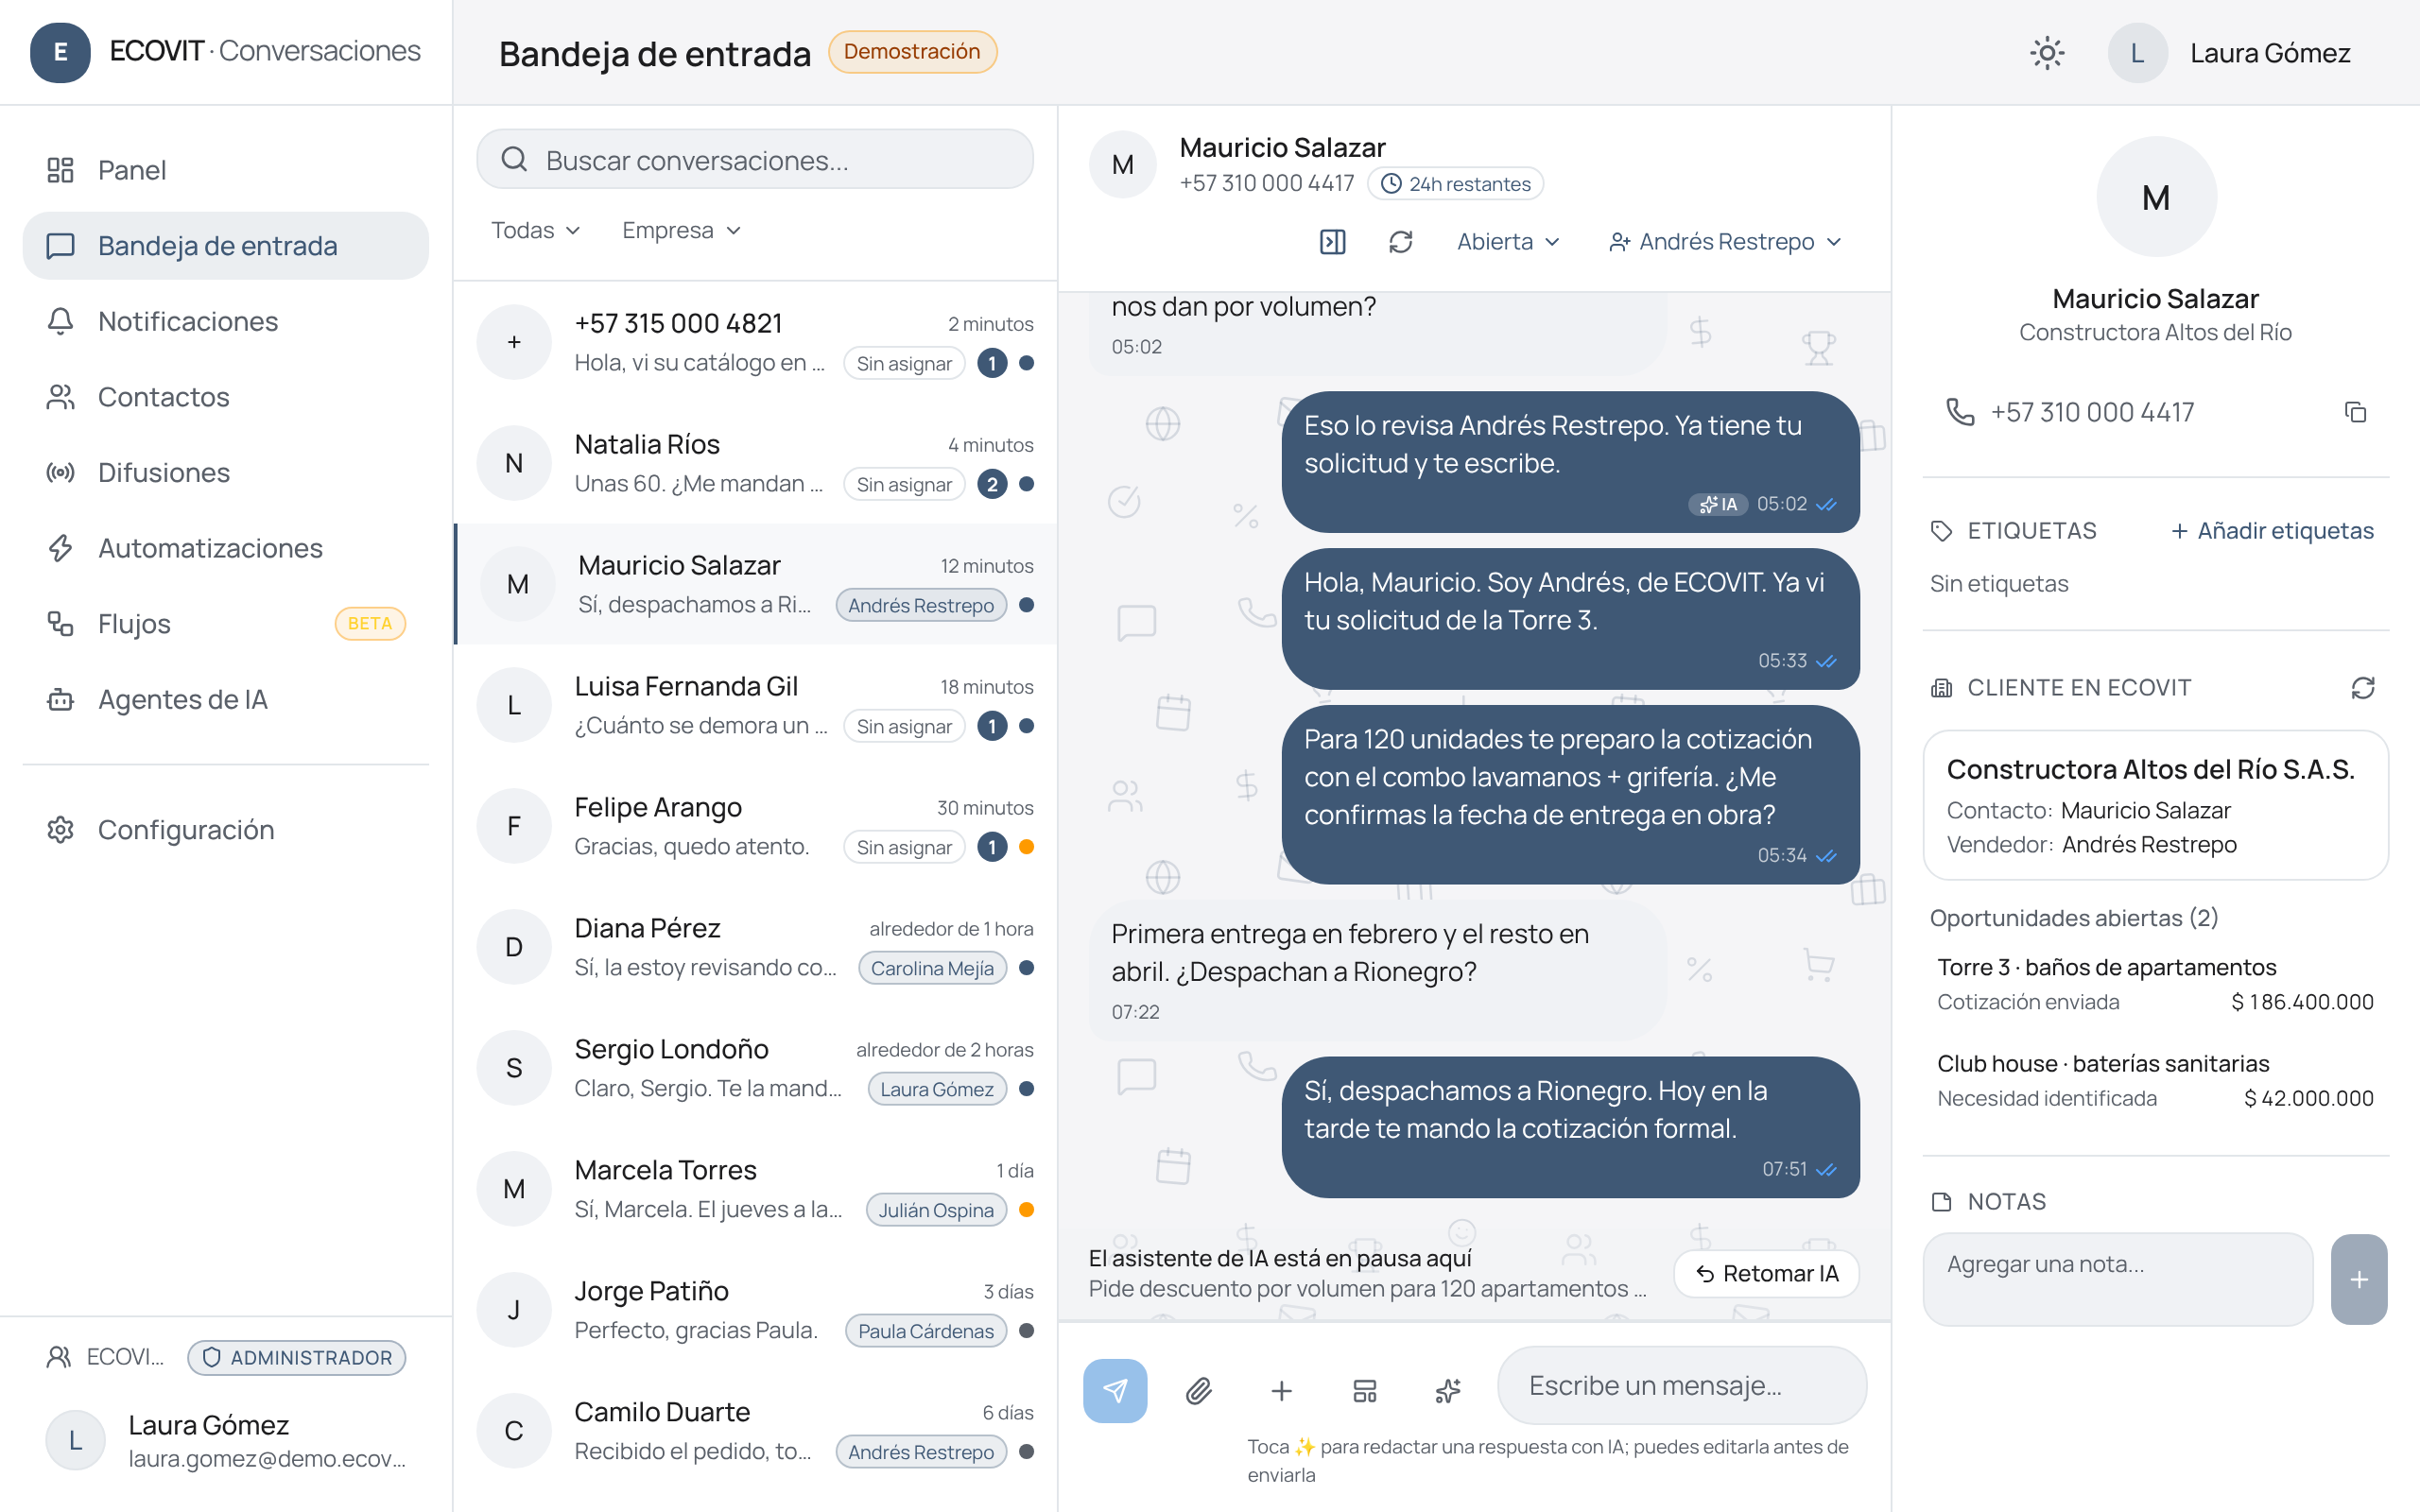 E
ECOVIT · Conversaciones
Bandeja de entrada
Demostración
L
Laura Gómez
Panel
Bandeja de entrada
Notificaciones
Contactos
Difusiones
Automatizaciones
Flujos
BETA
Agentes de IA
Configuración
ECOVI...
ADMINISTRADOR
L
Laura Gómez
laura.gomez@demo.ecov...
Buscar conversaciones...
Todas
Empresa
+
+57 315 000 4821
2 minutos
Hola, vi su catálogo en ...
Sin asignar
1
N
Natalia Ríos
4 minutos
Unas 60. ¿Me mandan ...
Sin asignar
2
M
Mauricio Salazar
12 minutos
Sí, despachamos a Ri...
Andrés Restrepo
L
Luisa Fernanda Gil
18 minutos
¿Cuánto se demora un ...
Sin asignar
1
F
Felipe Arango
30 minutos
Gracias, quedo atento.
Sin asignar
1
D
Diana Pérez
alrededor de 1 hora
Sí, la estoy revisando co...
Carolina Mejía
S
Sergio Londoño
alrededor de 2 horas
Claro, Sergio. Te la mand...
Laura Gómez
M
Marcela Torres
1 día
Sí, Marcela. El jueves a la...
Julián Ospina
J
Jorge Patiño
3 días
Perfecto, gracias Paula.
Paula Cárdenas
C
Camilo Duarte
6 días
Recibido el pedido, to...
Andrés Restrepo
M
Mauricio Salazar
+57 310 000 4417
24h restantes
Abierta
Andrés Restrepo
nos dan por volumen?
05:02
Eso lo revisa Andrés Restrepo. Ya tiene tu
solicitud y te escribe.
IA 05:02
Hola, Mauricio. Soy Andrés, de ECOVIT. Ya vi
tu solicitud de la Torre 3.
05:33
Para 120 unidades te preparo la cotización
con el combo lavamanos + grifería. ¿Me
confirmas la fecha de entrega en obra?
05:34
Primera entrega en febrero y el resto en
abril. ¿Despachan a Rionegro?
07:22
Sí, despachamos a Rionegro. Hoy en la
tarde te mando la cotización formal.
07:51
El asistente de IA está en pausa aquí
Pide descuento por volumen para 120 apartamentos ...
Retomar IA
Escribe un mensaje...
Toca ✨ para redactar una respuesta con IA; puedes editarla antes de
enviarla
M
Mauricio Salazar
Constructora Altos del Río
+57 310 000 4417
ETIQUETAS
+ Añadir etiquetas
Sin etiquetas
CLIENTE EN ECOVIT
Constructora Altos del Río S.A.S.
Contacto: Mauricio Salazar
Vendedor: Andrés Restrepo
Oportunidades abiertas (2)
Torre 3 · baños de apartamentos
Cotización enviada
$ 186.400.000
Club house · baterías sanitarias
Necesidad identificada
$ 42.000.000
NOTAS
Agregar una nota...
+